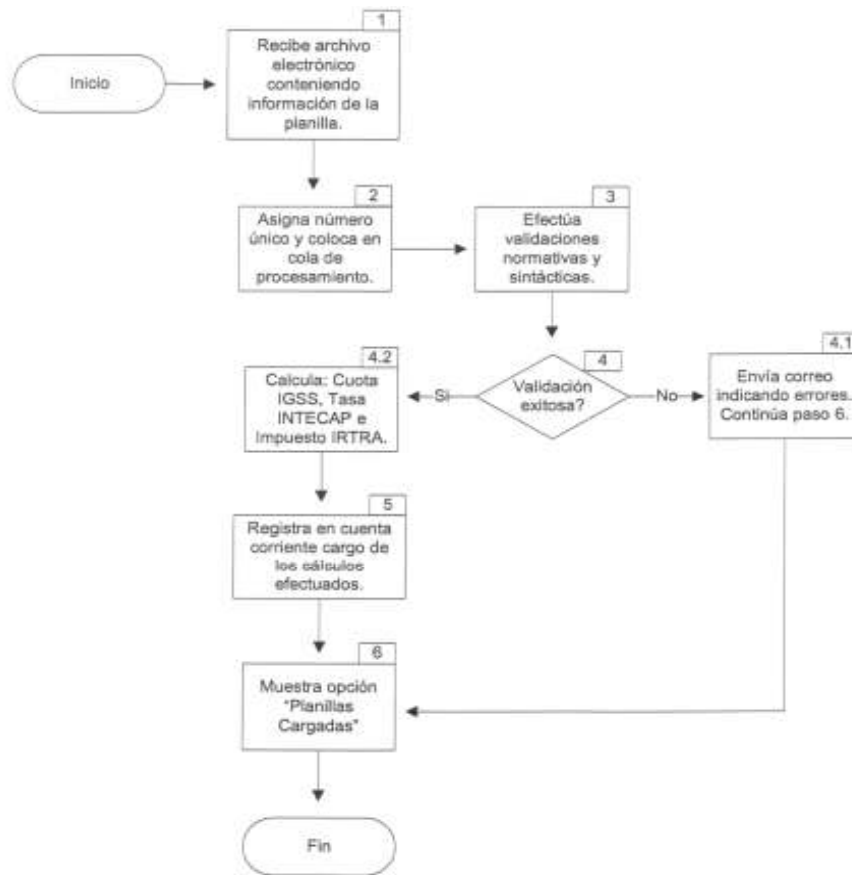 Inicio
1
Recibe archivo
electrónico
conteniendo
información de la
planilla.
2
Asigna número
único y coloca en
cola de
procesamiento.
3
Efectúa
validaciones
normativas y
sintácticas.
4
Validación
exitosa?
Si
No
4.1
Envía correo
indicando errores.
Continúa paso 6.
4.2
Calcula: Cuota
IGSS, Tasa
INTECAP e
Impuesto IRTRA.
5
Registra en cuenta
corriente cargo de
los cálculos
efectuados.
6
Muestra opción
"Planillas
Cargadas"
Fin